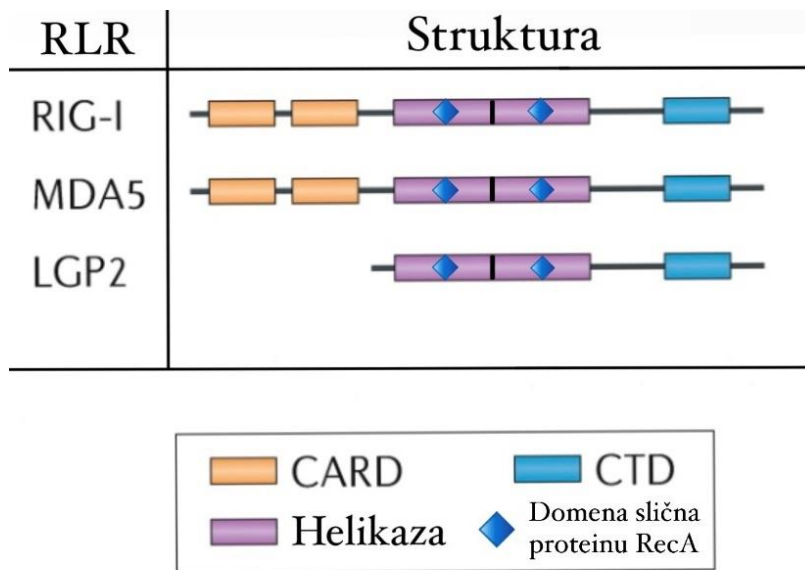 RLR Struktura
RIG-I
MDA5
LGP2
CARD CTD
Helikaza Domena slična
proteinu RecA